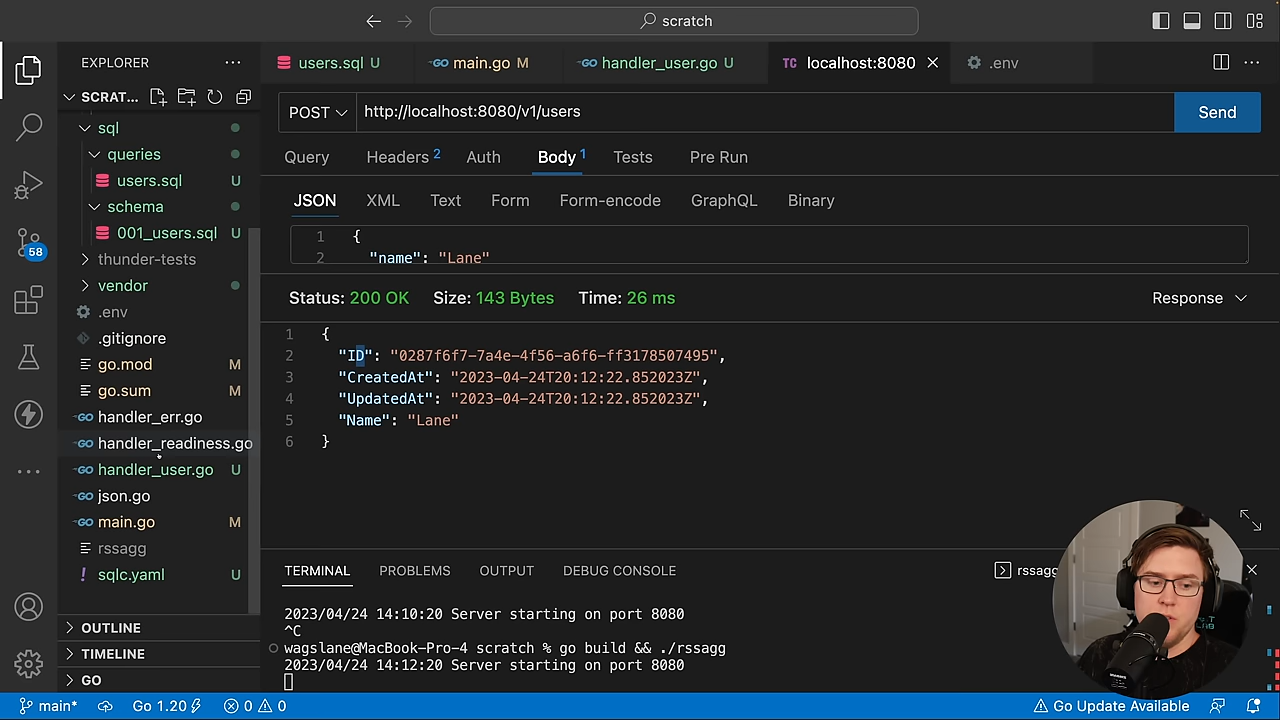 scratch
EXPLORER
SCRAT...
sql
queries
users.sql U
schema
001_users.sql U
thunder-tests
vendor
.env
.gitignore
go.mod M
go.sum M
handler_err.go
handler_readiness.go
handler_user.go U
json.go
main.go M
rssagg
sqlc.yaml U
OUTLINE
TIMELINE
GO
58
users.sql U
main.go M
handler_user.go U
TC localhost:8080
.env
POST http://localhost:8080/v1/users Send
Query Headers 2 Auth Body 1 Tests Pre Run
JSON XML Text Form Form-encode GraphQL Binary
1 {
2 "name": "Lane"
Status: 200 OK Size: 143 Bytes Time: 26 ms Response
1 {
2 "ID": "0287f6f7-7a4e-4f56-a6f6-ff3178507495",
3 "CreatedAt": "2023-04-24T20:12:22.852023Z",
4 "UpdatedAt": "2023-04-24T20:12:22.852023Z",
5 "Name": "Lane"
6 }
TERMINAL PROBLEMS OUTPUT DEBUG CONSOLE rssagg
2023/04/24 14:10:20 Server starting on port 8080
^C
wagslane@MacBook-Pro-4 scratch % go build && ./rssagg
2023/04/24 14:12:20 Server starting on port 8080
main* Go 1.20 0 0 Go Update Available